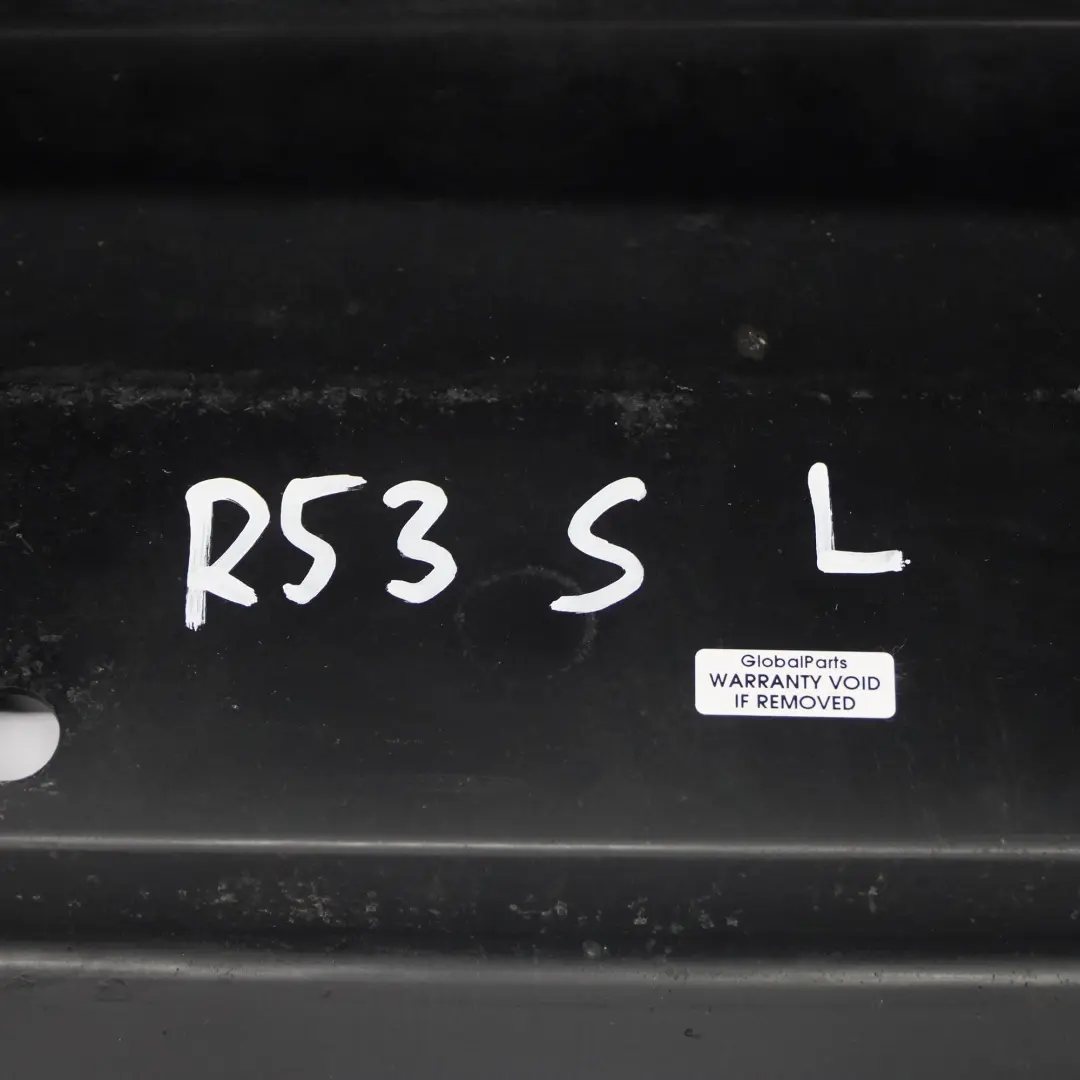 R53 S L
GlobalParts
WARRANTY VOID
IF REMOVED